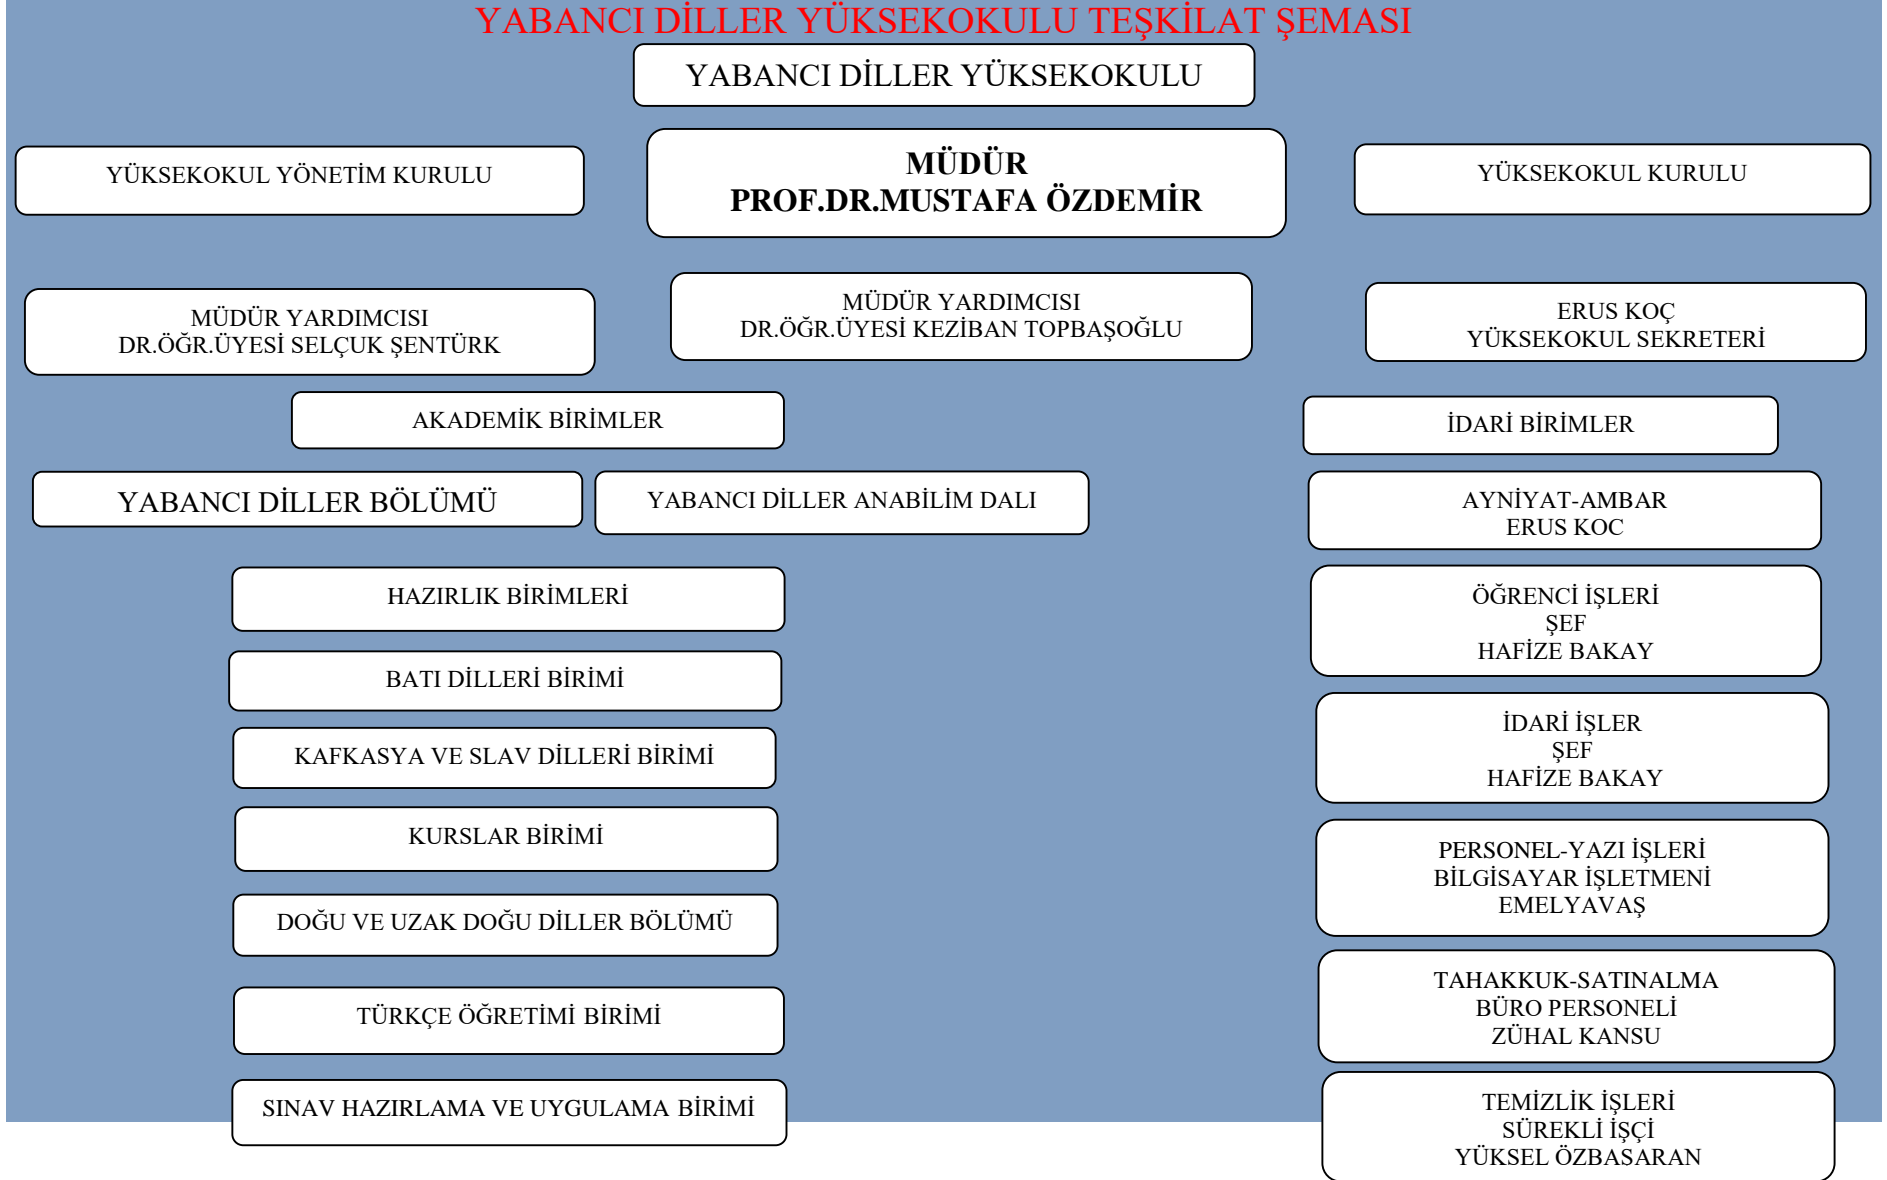 YABANCI DİLLER YÜKSEKOKULU TEŞKİLAT ŞEMASI
YABANCI DİLLER YÜKSEKOKULU
YÜKSEKOKUL YÖNETİM KURULU
MÜDÜR
PROF.DR.MUSTAFA ÖZDEMİR
YÜKSEKOKUL KURULU
MÜDÜR YARDIMCISI
DR.ÖĞR.ÜYESİ SELÇUK ŞENTÜRK
MÜDÜR YARDIMCISI
DR.ÖĞR.ÜYESİ KEZİBAN TOPBAŞOĞLU
ERUS KOÇ
YÜKSEKOKUL SEKRETERİ
AKADEMİK BİRİMLER
YABANCI DİLLER BÖLÜMÜ
YABANCI DİLLER ANABİLİM DALI
HAZIRLIK BİRİMLERİ
BATI DİLLERİ BİRİMİ
KAFKASYA VE SLAV DİLLERİ BİRİMİ
KURSLAR BİRİMİ
DOĞU VE UZAK DOĞU DİLLER BÖLÜMÜ
TÜRKÇE ÖĞRETİMİ BİRİMİ
SINAV HAZIRLAMA VE UYGULAMA BİRİMİ
İDARİ BİRİMLER
AYNİYAT-AMBAR
ERUS KOC
ÖĞRENCİ İŞLERİ
ŞEF
HAFİZE BAKAY
İDARİ İŞLER
ŞEF
HAFİZE BAKAY
PERSONEL-YAZI İŞLERİ
BİLGİSAYAR İŞLETMENİ
EMELYAVAŞ
TAHAKKUK-SATINALMA
BÜRO PERSONELİ
ZÜHAL KANSU
TEMİZLİK İŞLERİ
SÜREKLİ İŞÇİ
YÜKSEL ÖZBASARAN